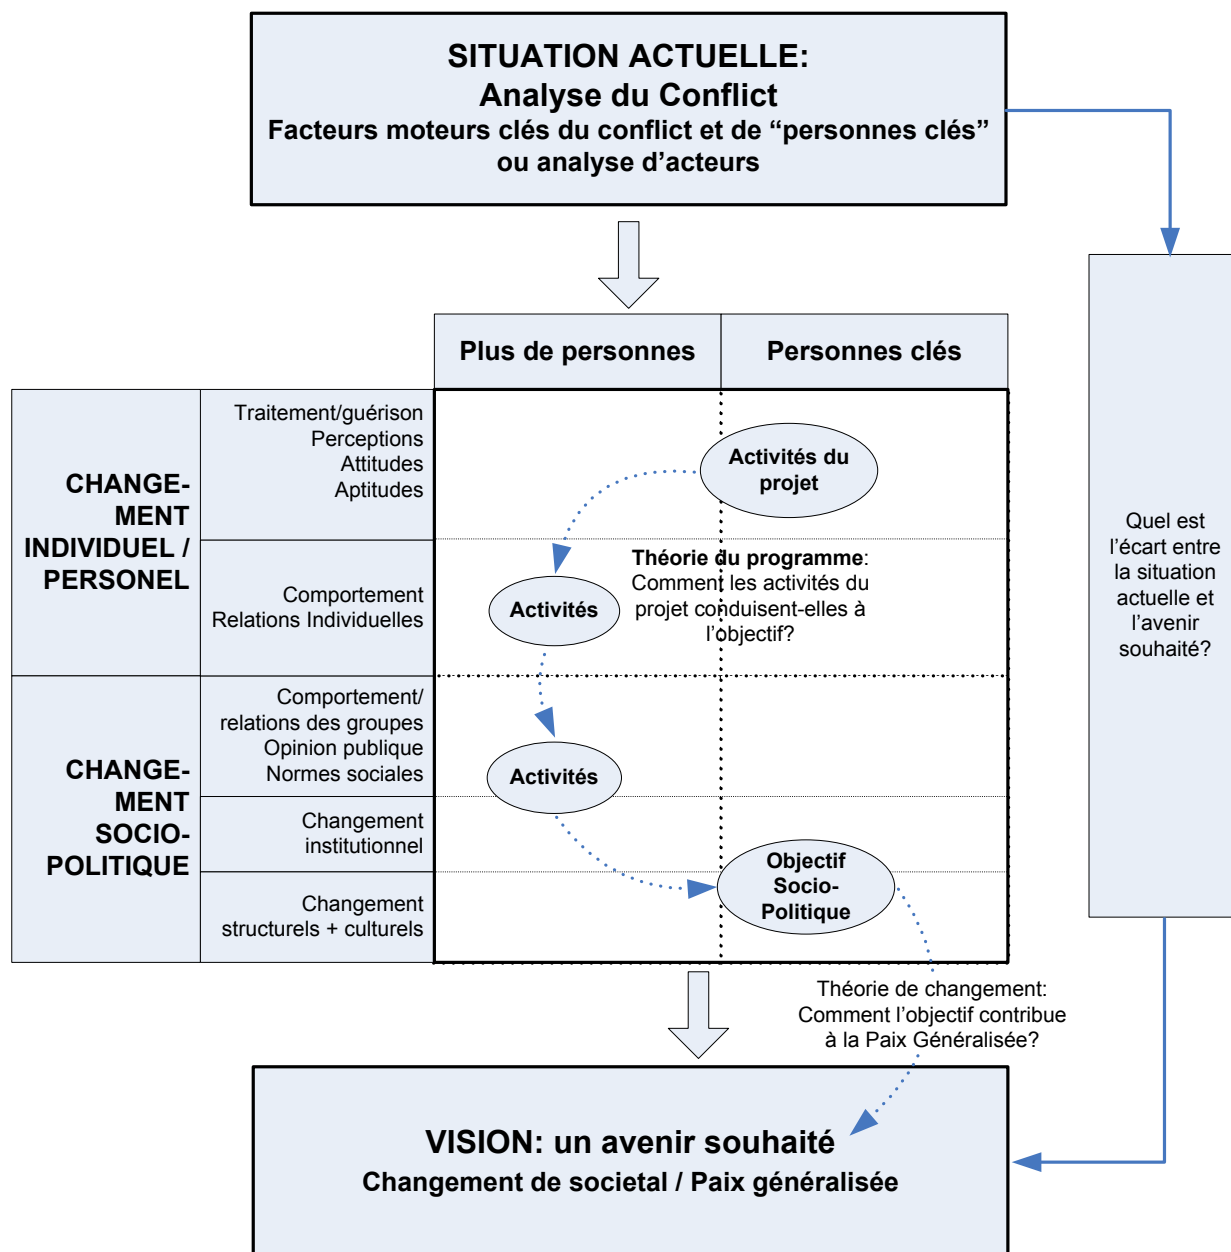 SITUATION ACTUELLE:
Analyse du Conflict
Facteurs moteurs clés du conflict et de “personnes clés”
ou analyse d’acteurs
Plus de personnes
Personnes clés
CHANGE-
MENT
INDIVIDUEL /
PERSONEL
Traitement/guérison
Perceptions
Attitudes
Aptitudes
Activités du
projet
Comportement
Relations Individuelles
Activités
Théorie du programme:
Comment les activités du
projet conduisent-elles à
l’objectif?
Quel est
l’écart entre
la situation
actuelle et
l’avenir
souhaité?
CHANGE-
MENT
SOCIO-
POLITIQUE
Comportement/
relations des groupes
Opinion publique
Normes sociales
Activités
Changement
institutionnel
Changement
structurels + culturels
Objectif
Socio-
Politique
Théorie de changement:
Comment l’objectif contribue
à la Paix Généralisée?
VISION: un avenir souhaité
Changement de societal / Paix généralisée